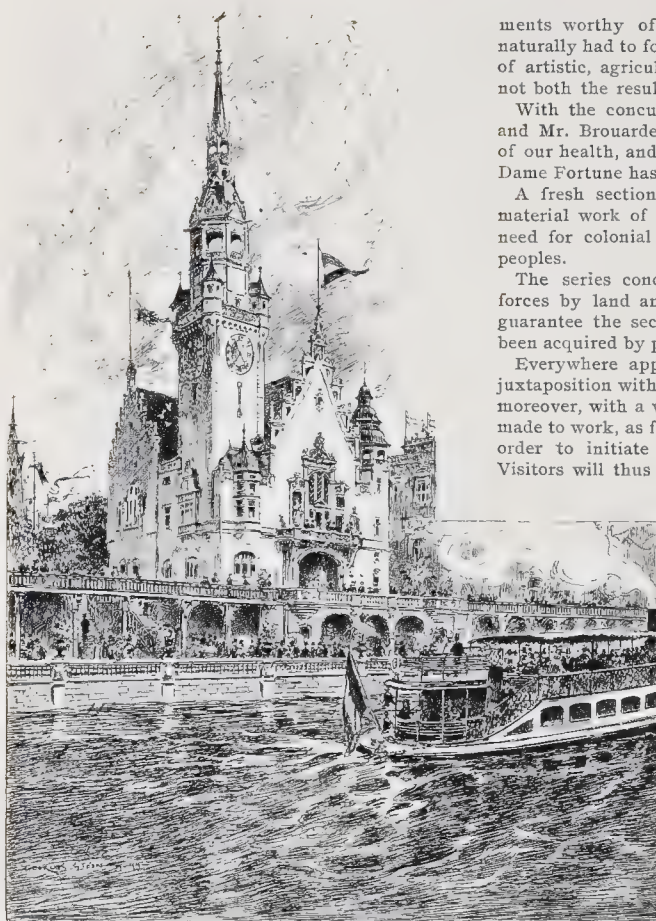 ments worthy of
naturally had to fo
of artistic, agricul
not both the resul
With the concu
and Mr. Brouarde
of our health, and
Dame Fortune has
A fresh section
material work of
need for colonial
peoples.
The series conc
forces by land an
guarantee the sec
been acquired by p
Everywhere app
juxtaposition with
moreover, with a v
made to work, as f
order to initiate
Visitors will thus